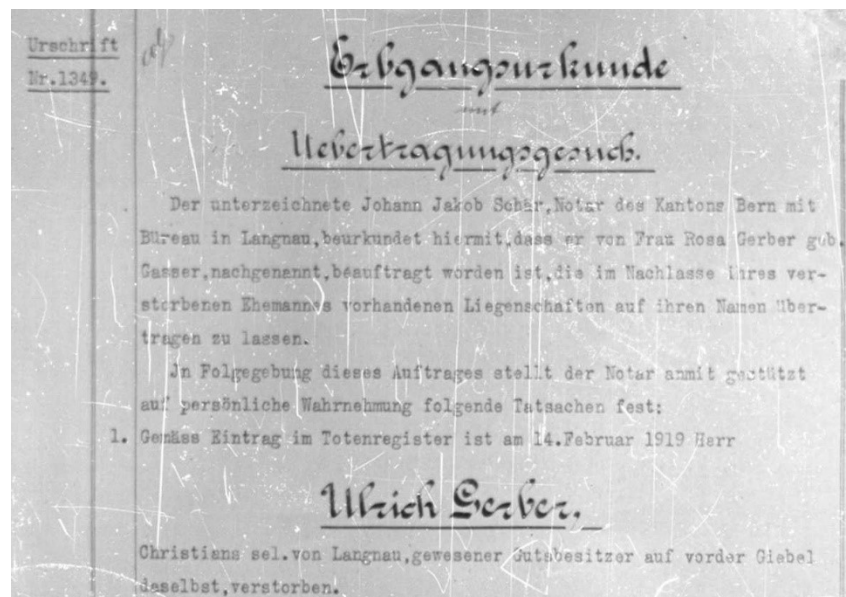 Urschrift
Nr.1349.
Erbgangsurkunde
mit
Uebertragungsgesuch.
Der unterzeichnete Johann Jakob Schär,Notar des Kantons Bern mit
Büreau in Langnau,beurkundet hiermit,dass er von Frau Rosa Gerber geb.
Gasser,nachgenannt,beauftragt worden ist,die im Nachlasse ihres ver-
storbenen Ehemannes vorhandenen Liegenschaften auf ihren Namen über-
tragen zu lassen.
Jn Folgegebung dieses Auftrages stellt der Notar anmit gestützt
auf persönliche Wahrnehmung folgende Tatsachen fest:
1. Gemäss Eintrag im Totenregister ist am 14.Februar 1919 Herr
Ulrich Gerber,
Christians sel.von Langnau,gewesener Gutsbesitzer auf vorder Giebel
daselbst,verstorben.